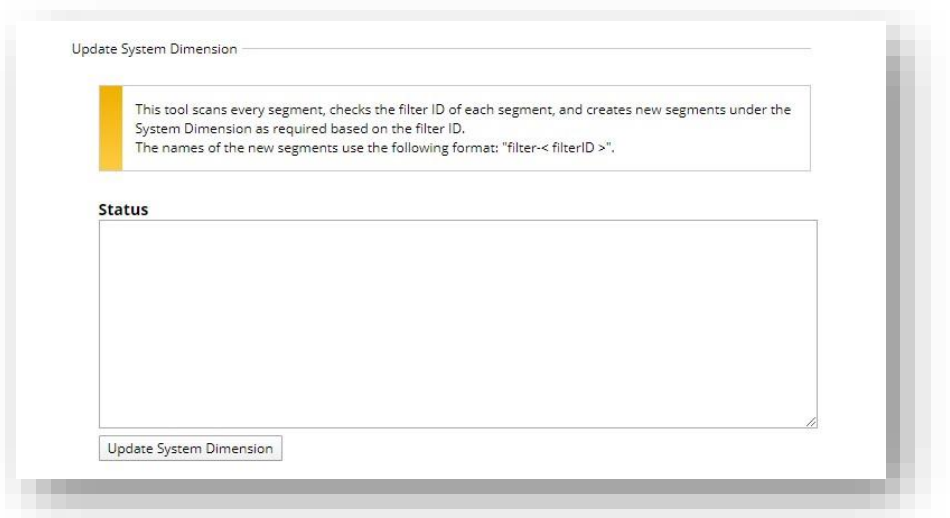 Update System Dimension
This tool scans every segment, checks the filter ID of each segment, and creates new segments under the
System Dimension as required based on the filter ID.
The names of the new segments use the following format: "filter-< filterID >".
Status
Update System Dimension